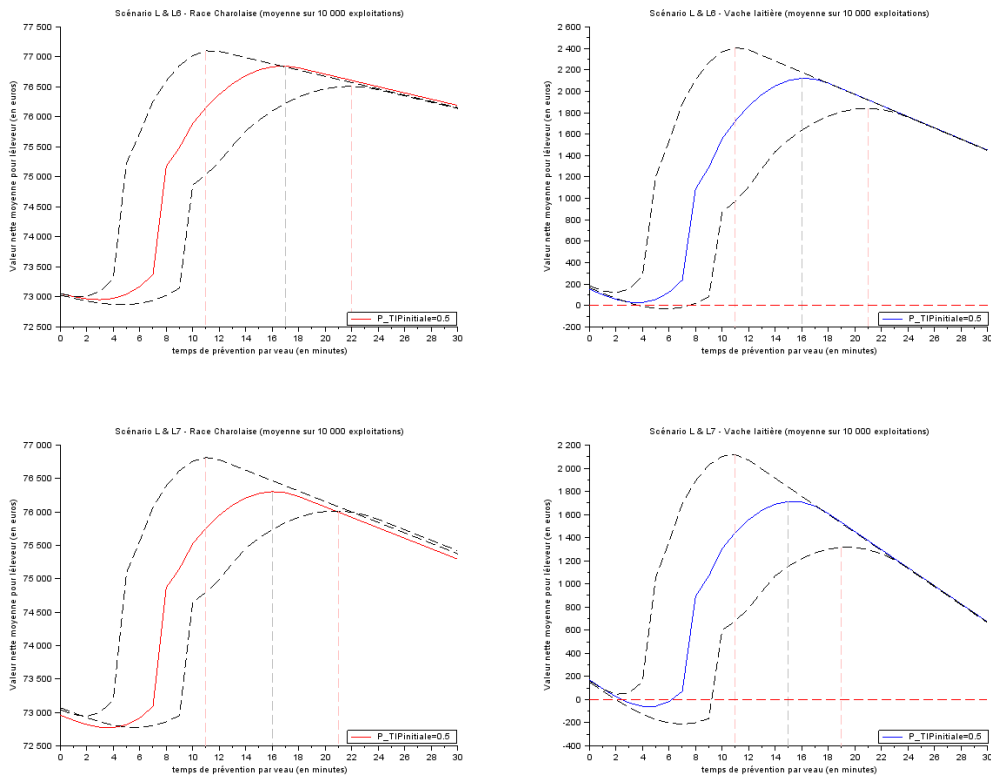 Scénario L & L6 - Race Charolaise (moyenne sur 10 000 exploitations)
Valeur nette moyenne pour léleveur (en euros)
77 500
77 000
76 500
76 000
75 500
75 000
74 500
74 000
73 500
73 000
72 500
0 2 4 6 8 10 12 14 16 18 20 22 24 26 28 30
temps de prévention par veau (en minutes)
P_TIPinitiale=0.5
Scénario L & L6 - Vache laitière (moyenne sur 10 000 exploitations)
Valeur nette moyenne pour léleveur (en euros)
2 600
2 400
2 200
2 000
1 800
1 600
1 400
1 200
1 000
800
600
400
200
0
-200
0 2 4 6 8 10 12 14 16 18 20 22 24 26 28 30
temps de prévention par veau (en minutes)
P_TIPinitiale=0.5
Scénario L & L7 - Race Charolaise (moyenne sur 10 000 exploitations)
Valeur nette moyenne pour léleveur (en euros)
77 000
76 500
76 000
75 500
75 000
74 500
74 000
73 500
73 000
72 500
0 2 4 6 8 10 12 14 16 18 20 22 24 26 28 30
temps de prévention par veau (en minutes)
P_TIPinitiale=0.5
Scénario L & L7 - Vache laitière (moyenne sur 10 000 exploitations)
Valeur nette moyenne pour léleveur (en euros)
2 200
2 000
1 800
1 600
1 400
1 200
1 000
800
600
400
200
0
-200
-400
0 2 4 6 8 10 12 14 16 18 20 22 24 26 28 30
temps de prévention par veau (en minutes)
P_TIPinitiale=0.5